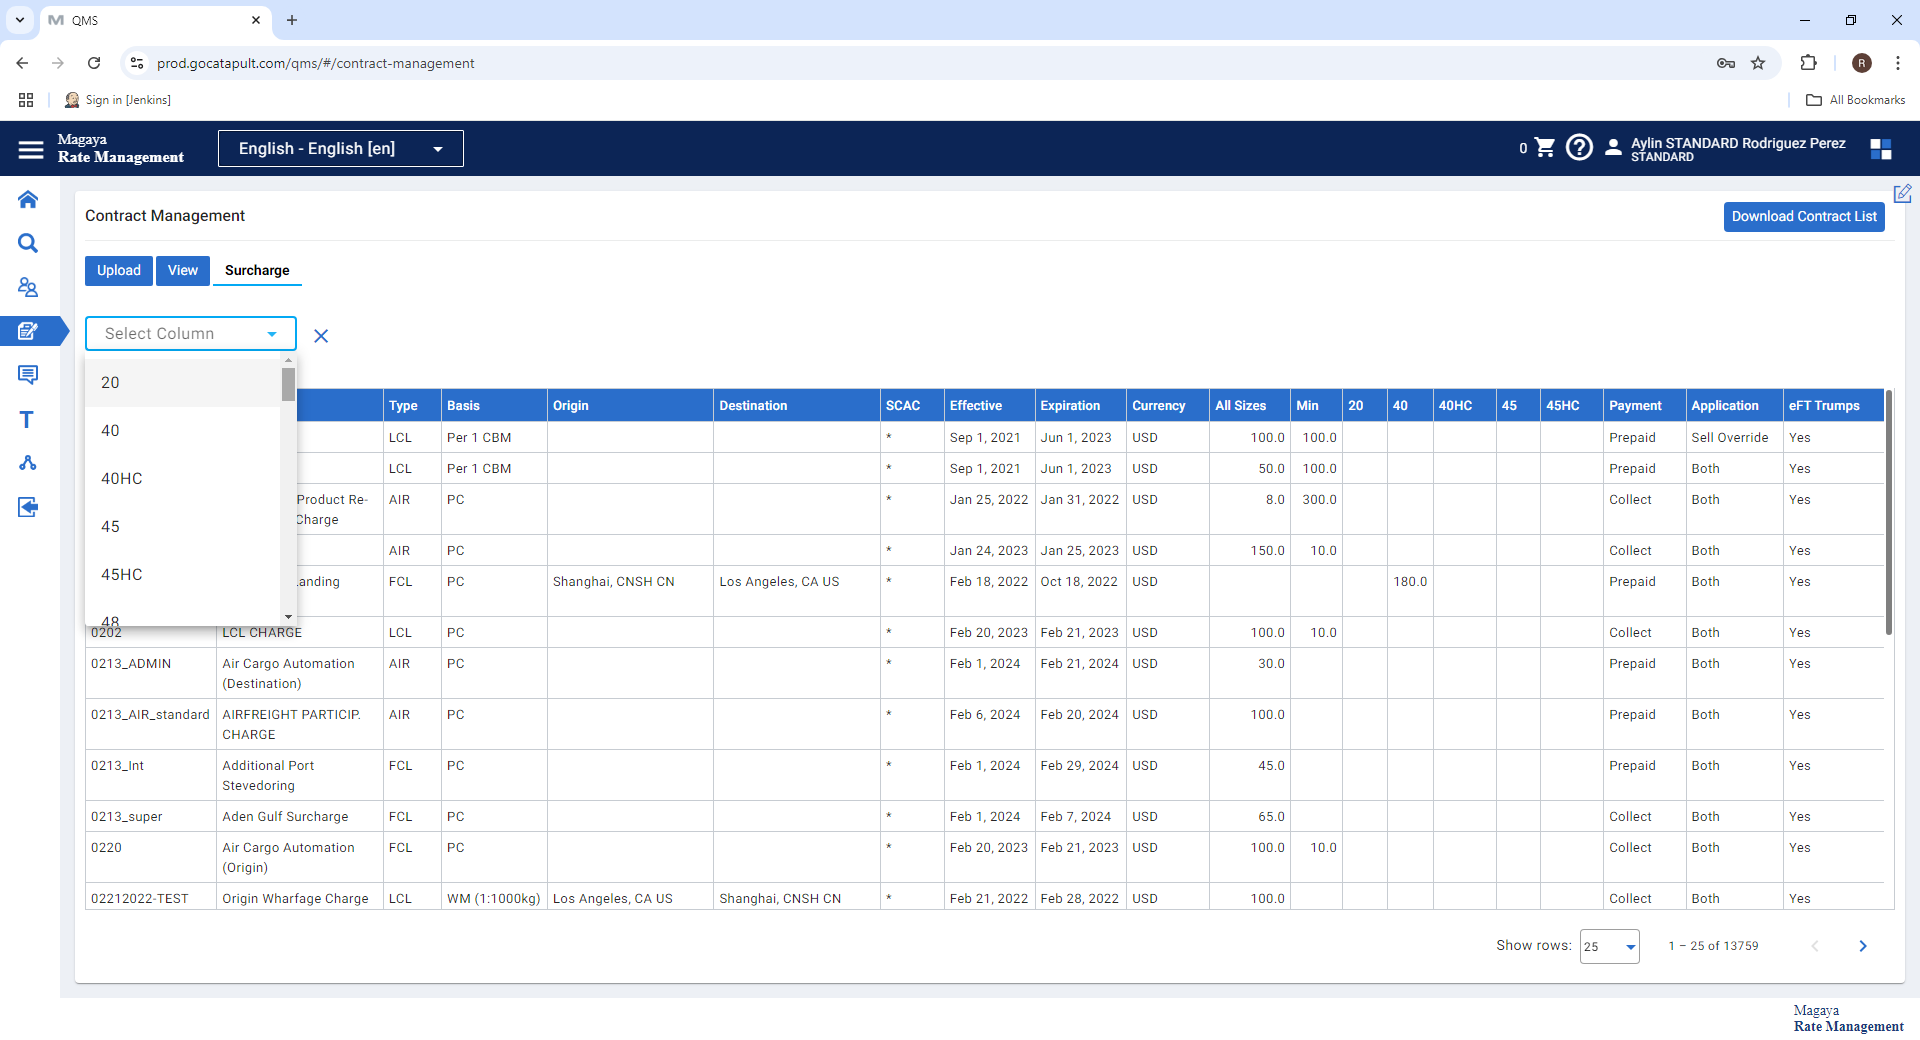 QMS
prod.gocatapult.com/qms/#/contract-management
R
Sign in [Jenkins]
All Bookmarks
Magaya
Rate Management
English - English [en]
0
Aylin STANDARD Rodriguez Perez
STANDARD
Contract Management
Download Contract List
Upload View Surcharge
Select Column
20
40
40HC
45
45HC
48
Type Basis Origin Destination SCAC Effective Expiration Currency All Sizes Min 20 40 40HC 45 45HC Payment Application eFT Trumps
LCL Per 1 CBM * Sep 1, 2021 Jun 1, 2023 USD 100.0 100.0 Prepaid Sell Override Yes
LCL Per 1 CBM * Sep 1, 2021 Jun 1, 2023 USD 50.0 100.0 Prepaid Both Yes
Product Re- AIR PC * Jan 25, 2022 Jan 31, 2022 USD 8.0 300.0 Collect Both Yes
Charge
AIR PC * Jan 24, 2023 Jan 25, 2023 USD 150.0 10.0 Collect Both Yes
Landing FCL PC Shanghai, CNSH CN Los Angeles, CA US * Feb 18, 2022 Oct 18, 2022 USD 180.0 Prepaid Both Yes
0202 LCL CHARGE LCL PC * Feb 20, 2023 Feb 21, 2023 USD 100.0 10.0 Collect Both Yes
0213_ADMIN Air Cargo Automation AIR PC * Feb 1, 2024 Feb 21, 2024 USD 30.0 Prepaid Both Yes
(Destination)
0213_AIR_standard AIRFREIGHT PARTICIP. AIR PC * Feb 6, 2024 Feb 20, 2024 USD 100.0 Prepaid Both Yes
CHARGE
0213_Int Additional Port FCL PC * Feb 1, 2024 Feb 29, 2024 USD 45.0 Prepaid Both Yes
Stevedoring
0213_super Aden Gulf Surcharge FCL PC * Feb 1, 2024 Feb 7, 2024 USD 65.0 Collect Both Yes
0220 Air Cargo Automation FCL PC * Feb 20, 2023 Feb 21, 2023 USD 100.0 10.0 Collect Both Yes
(Origin)
02212022-TEST Origin Wharfage Charge LCL WM (1:1000kg) Los Angeles, CA US Shanghai, CNSH CN * Feb 21, 2022 Feb 28, 2022 USD 100.0 Collect Both Yes
Show rows: 25 1 – 25 of 13759
Magaya
Rate Management